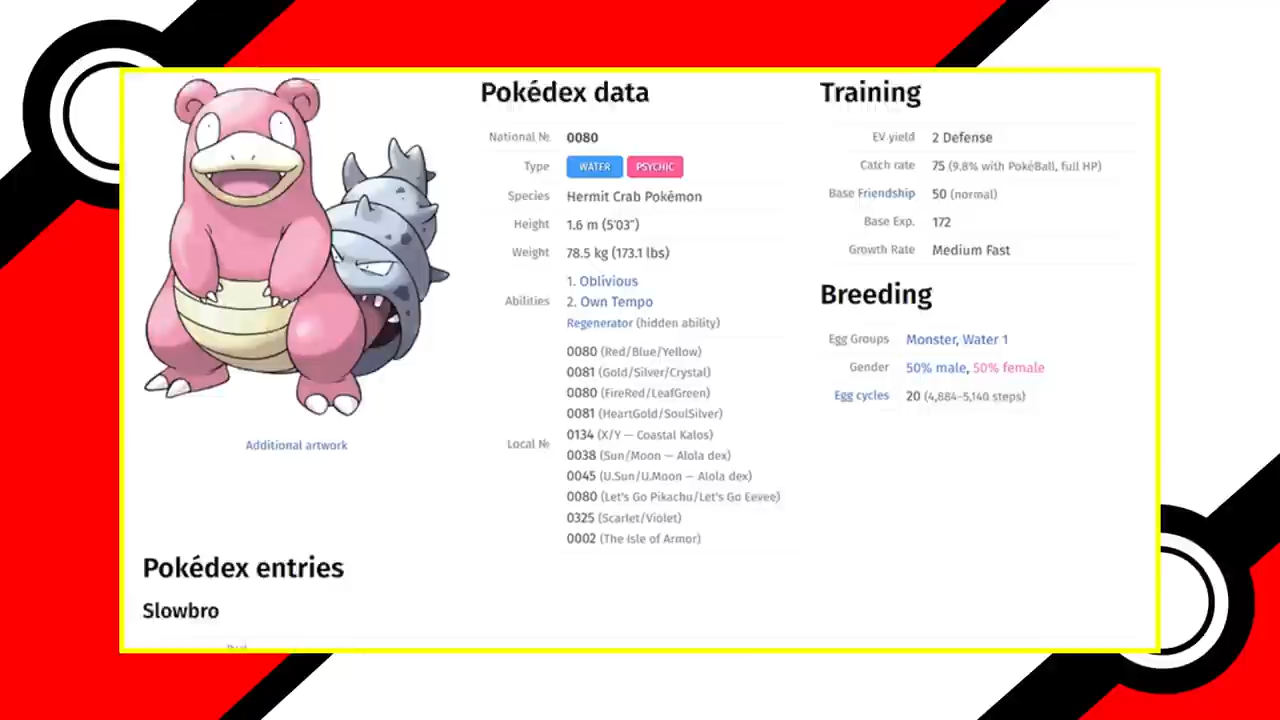 Pokédex data
National № 0080
Type WATER PSYCHIC
Species Hermit Crab Pokémon
Height 1.6 m (5'03")
Weight 78.5 kg (173.1 lbs)
Abilities 1. Oblivious
2. Own Tempo
Regenerator (hidden ability)
Local № 0080 (Red/Blue/Yellow)
0081 (Gold/Silver/Crystal)
0080 (FireRed/LeafGreen)
0081 (HeartGold/SoulSilver)
0134 (X/Y — Coastal Kalos)
0038 (Sun/Moon — Alola dex)
0045 (U.Sun/U.Moon — Alola dex)
0080 (Let's Go Pikachu/Let's Go Eevee)
0325 (Scarlet/Violet)
0002 (The Isle of Armor)
Training
EV yield 2 Defense
Catch rate 75 (9.8% with PokéBall, full HP)
Base Friendship 50 (normal)
Base Exp. 172
Growth Rate Medium Fast
Breeding
Egg Groups Monster, Water 1
Gender 50% male, 50% female
Egg cycles 20 (4,884–5,140 steps)
Additional artwork
Pokédex entries
Slowbro